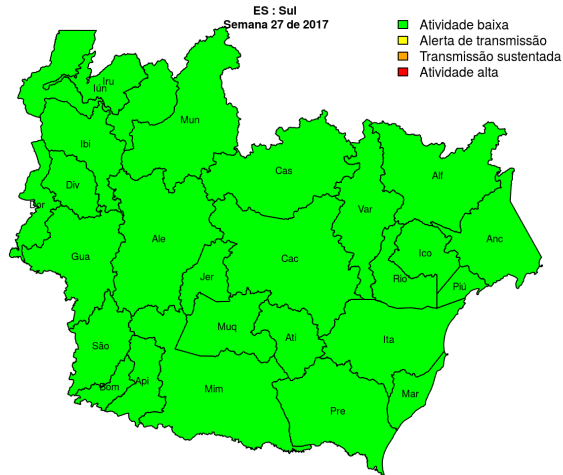 ES : Sul
Semana 27 de 2017
Atividade baixa
Alerta de transmissão
Transmissão sustentada
Atividade alta
Iru
Iún
Mun
Ibi
Cas
Alf
Div
Dor
Var
Ale
Anc
Ico
Gua
Cac
Jer
Rio
Piú
Muq
Ati
Ita
São
Api
Bom
Mim
Mar
Pre